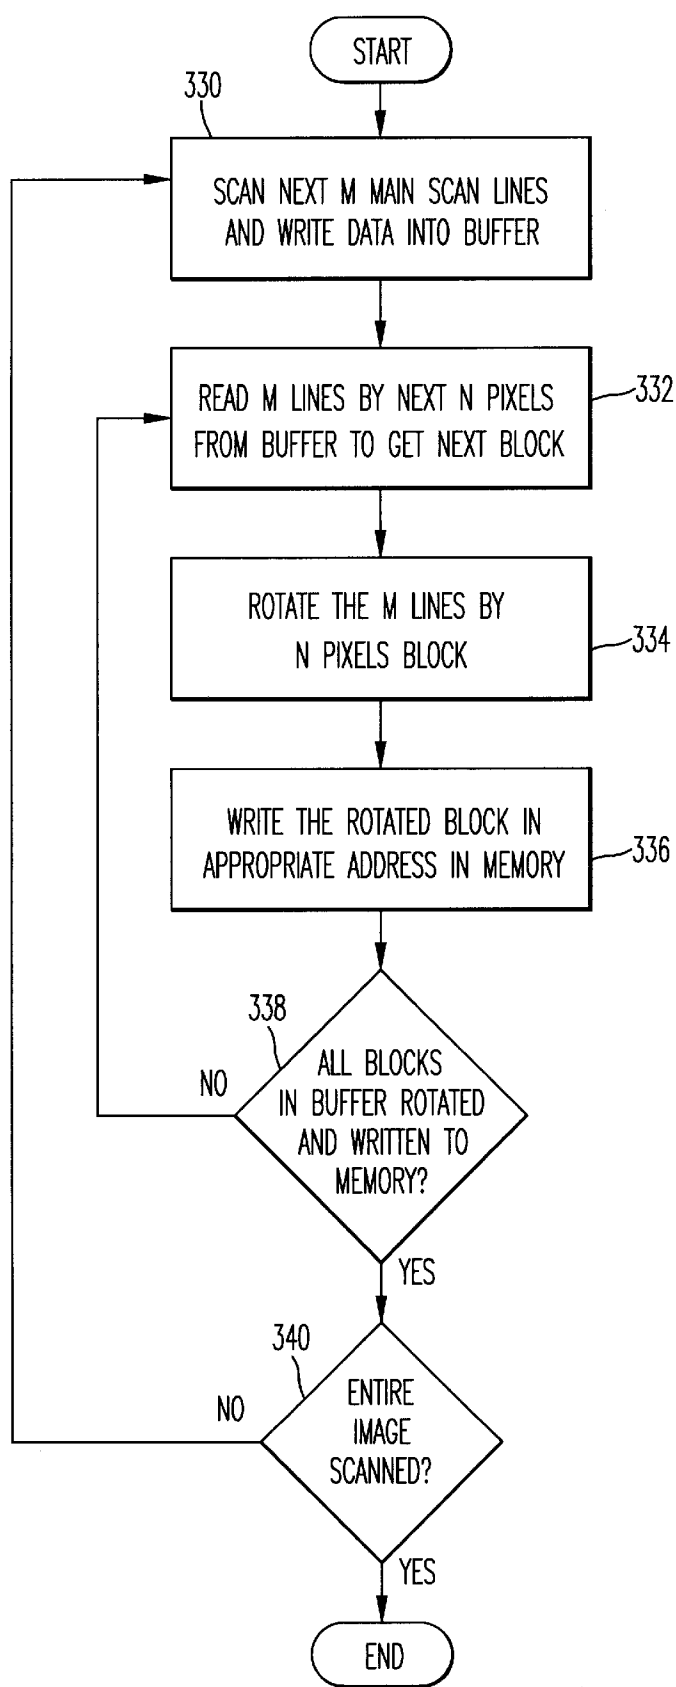 START
330
SCAN NEXT M MAIN SCAN LINES
AND WRITE DATA INTO BUFFER
READ M LINES BY NEXT N PIXELS
FROM BUFFER TO GET NEXT BLOCK
332
ROTATE THE M LINES BY
N PIXELS BLOCK
334
WRITE THE ROTATED BLOCK IN
APPROPRIATE ADDRESS IN MEMORY
336
338
ALL BLOCKS
IN BUFFER ROTATED
AND WRITTEN TO
MEMORY?
NO
YES
340
ENTIRE
IMAGE
SCANNED?
NO
YES
END